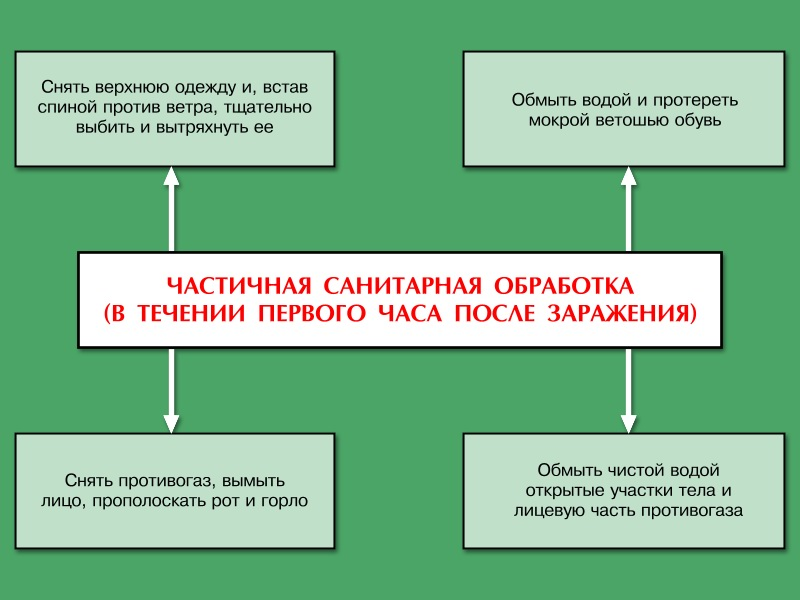 Снять верхнюю одежду и, встав
спиной против ветра, тщательно
выбить и вытряхнуть ее
Обмыть водой и протереть
мокрой ветошью обувь
ЧАСТИЧНАЯ САНИТАРНАЯ ОБРАБОТКА
(В ТЕЧЕНИИ ПЕРВОГО ЧАСА ПОСЛЕ ЗАРАЖЕНИЯ)
Снять противогаз, вымыть
лицо, прополоскать рот и горло
Обмыть чистой водой
открытые участки тела и
лицевую часть противогаза